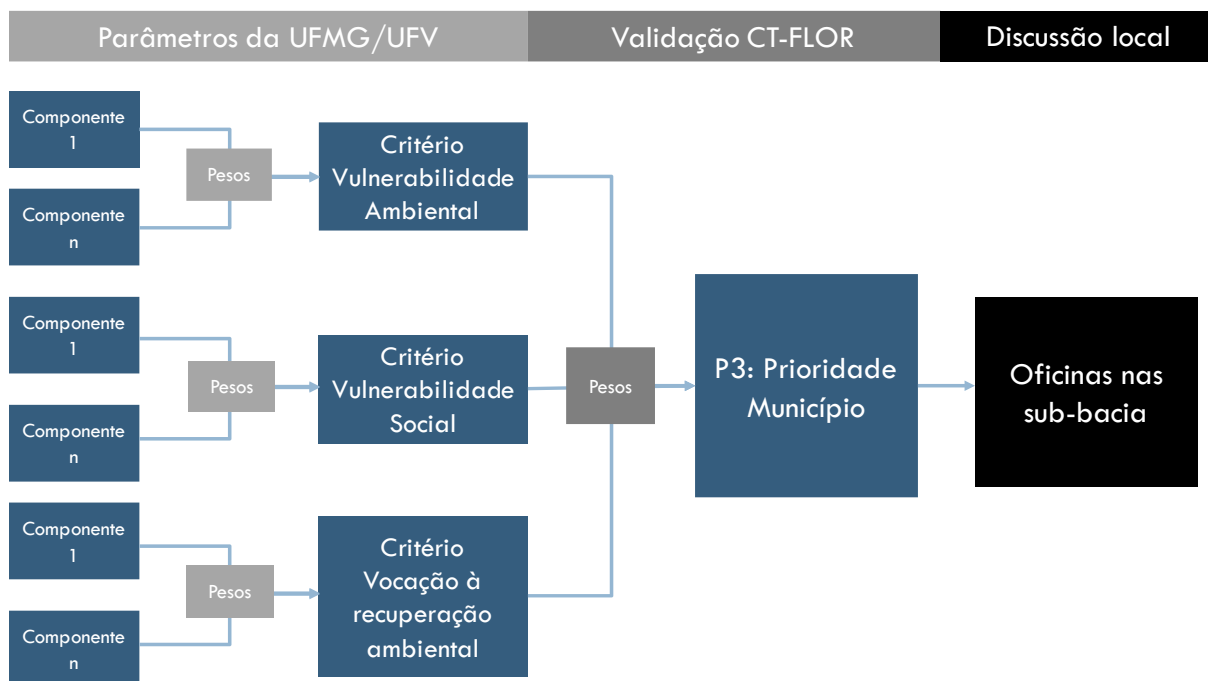 Parâmetros da UFMG/UFV
Validação CT-FLOR
Discussão local
Componente
1
Pesos
Componente
n
Critério
Vulnerabilidade
Ambiental
Componente
1
Pesos
Componente
n
Critério
Vulnerabilidade
Social
Componente
1
Pesos
Componente
n
Critério
Vocação à
recuperação
ambiental
Pesos
P3: Prioridade
Município
Oficinas nas
sub-bacia